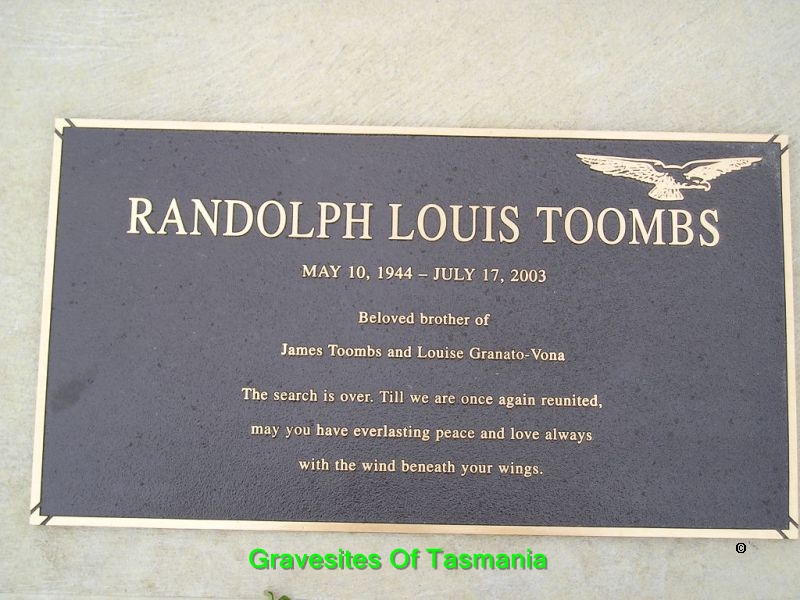 RANDOLPH LOUIS TOOMBS
MAY 10, 1944 – JULY 17, 2003
Beloved brother of
James Toombs and Louise Granato-Vona
The search is over. Till we are once again reunited,
may you have everlasting peace and love always
with the wind beneath your wings.
©
Gravesites Of Tasmania